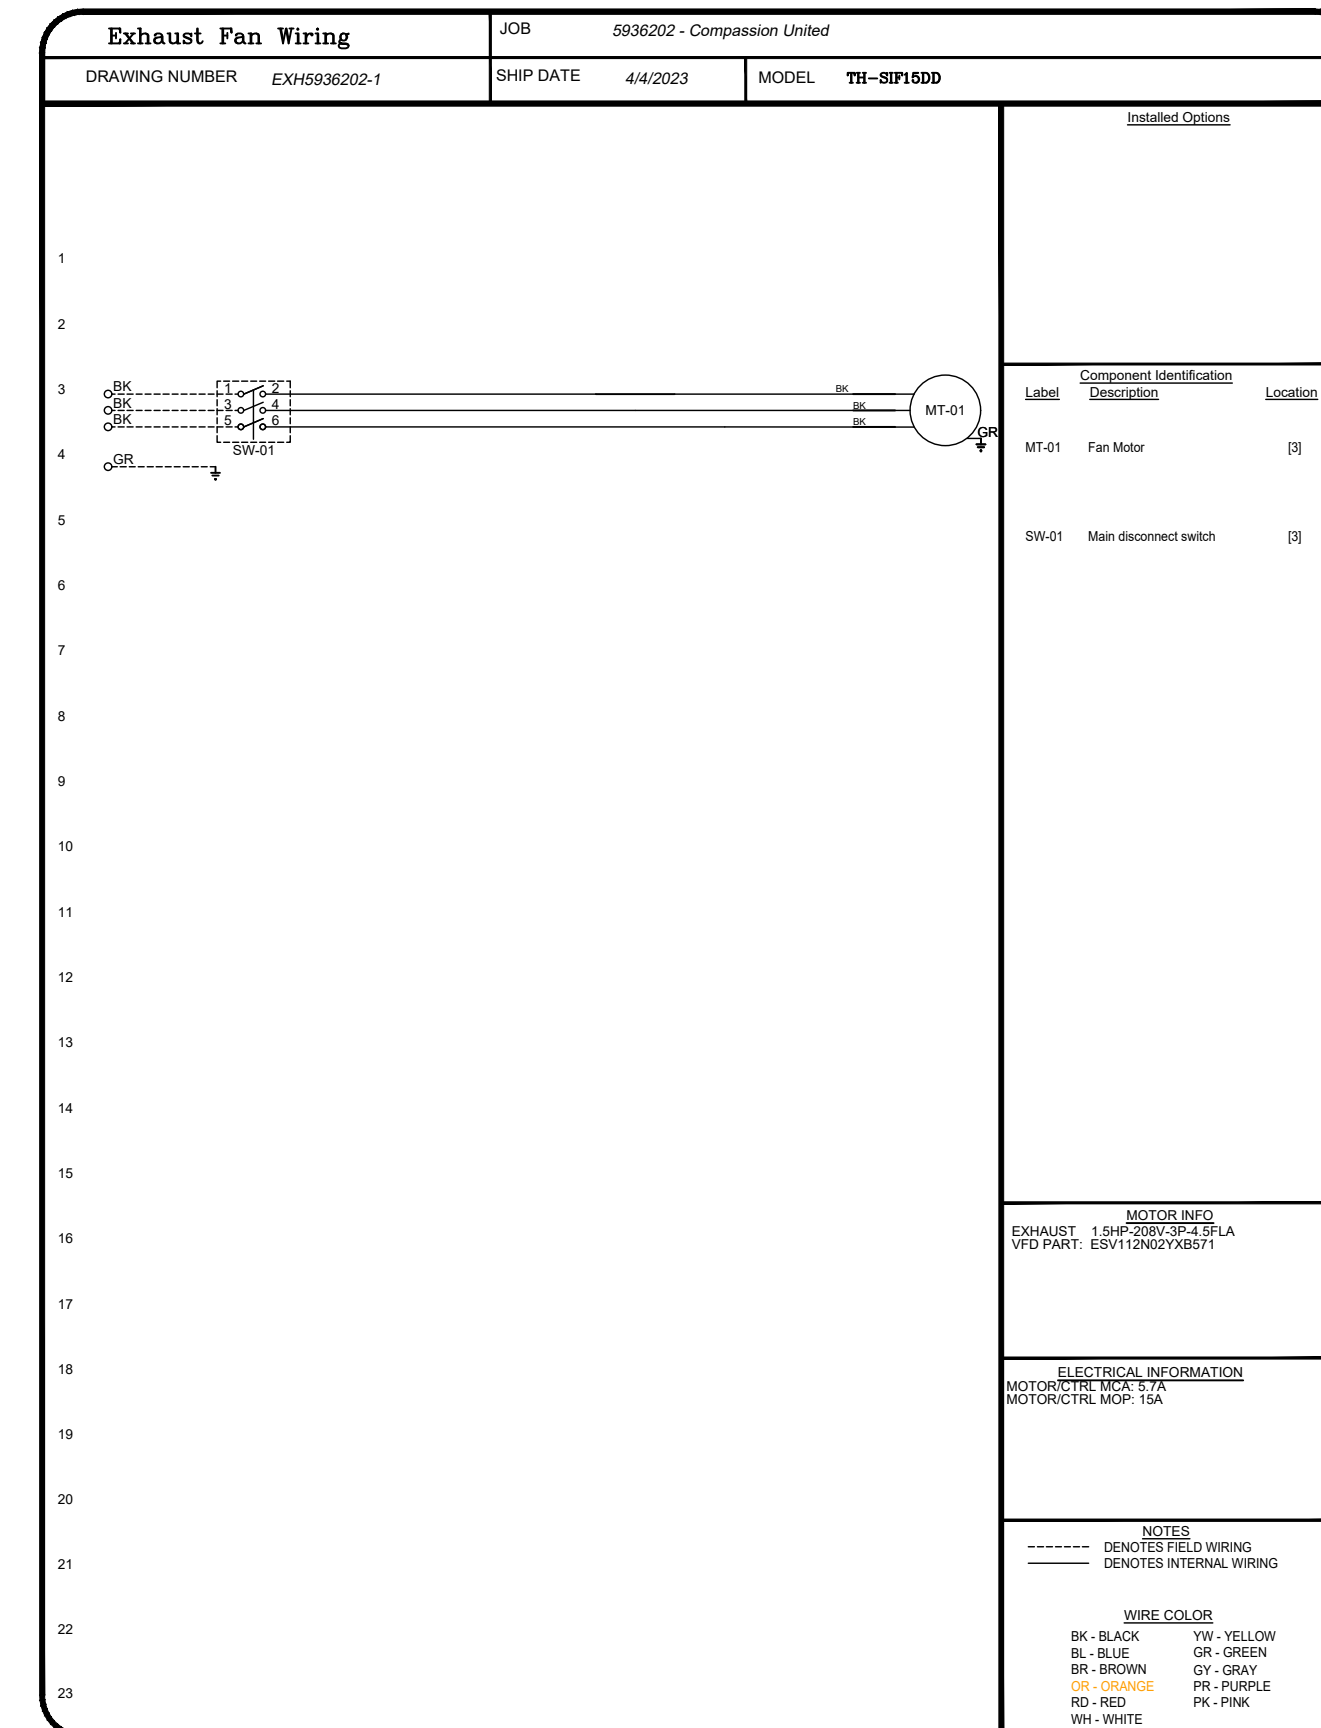 Exhaust Fan Wiring
JOB 5936202 - Compassion United
DRAWING NUMBER EXH5936202-1
SHIP DATE 4/4/2023
MODEL TH-SIF15DD
Installed Options
1
2
3
BK 1 2 BK
BK 3 4 BK
BK 5 6 BK
MT-01
GR
SW-01
4
GR
5
6
7
8
9
10
11
12
13
14
15
16
17
18
19
20
21
22
23
Component Identification
Label Description Location
MT-01 Fan Motor [3]
SW-01 Main disconnect switch [3]
MOTOR INFO
EXHAUST 1.5HP-208V-3P-4.5FLA
VFD PART: ESV112N02YXB571
ELECTRICAL INFORMATION
MOTOR/CTRL MCA: 5.7A
MOTOR/CTRL MOP: 15A
NOTES
DENOTES FIELD WIRING
DENOTES INTERNAL WIRING
WIRE COLOR
BK - BLACK YW - YELLOW
BL - BLUE GR - GREEN
BR - BROWN GY - GRAY
OR - ORANGE PR - PURPLE
RD - RED PK - PINK
WH - WHITE